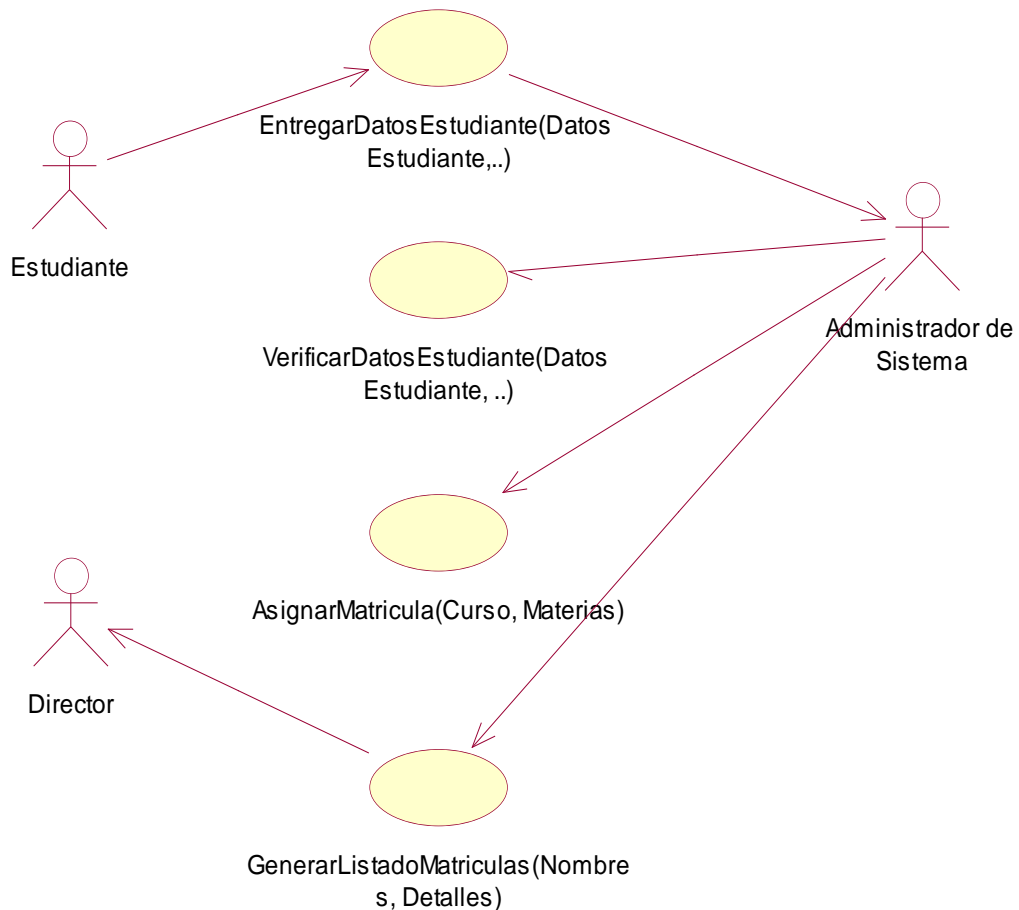 EntregarDatosEstudiante(Datos
Estudiante,..)
Estudiante
Administrador de
Sistema
VerificarDatosEstudiante(Datos
Estudiante, ..)
AsignarMatricula(Curso, Materias)
Director
GenerarListadoMatriculas(Nombre
s, Detalles)